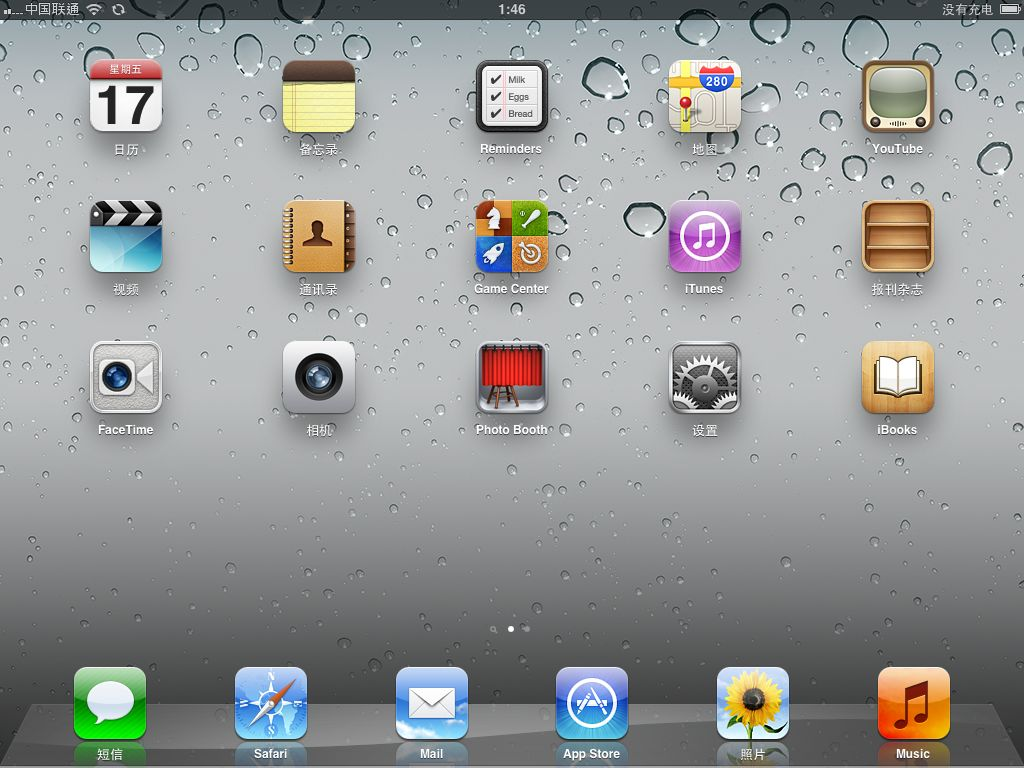 中国联通
1:46
没有充电
星期五
17
日历
备忘录
Milk
Eggs
Bread
Reminders
280
地图
YouTube
视频
通讯录
Game Center
iTunes
报刊杂志
FaceTime
相机
Photo Booth
设置
iBooks
短信
Safari
Mail
App Store
照片
Music